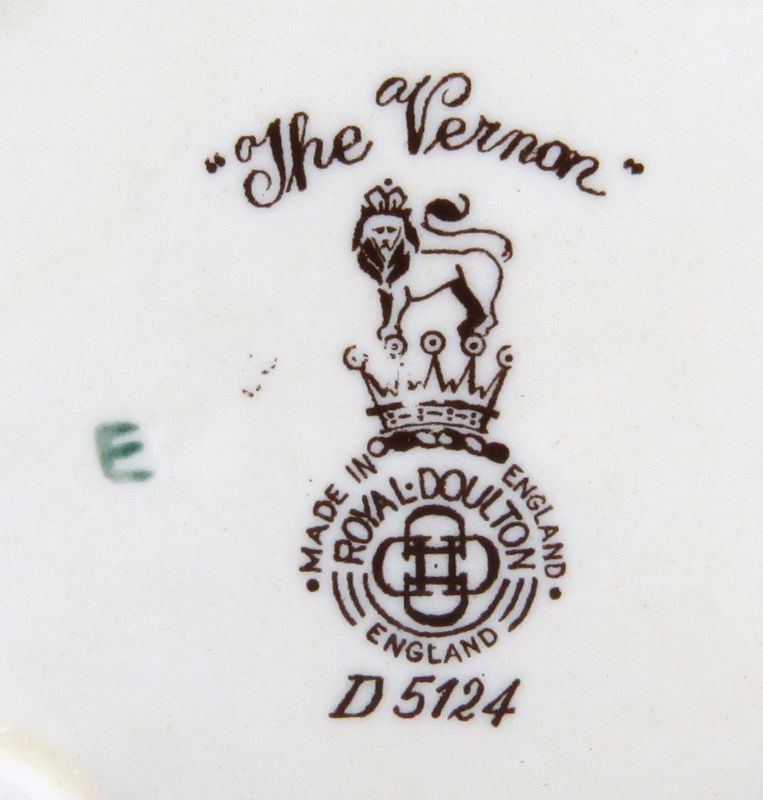 "The Vernon"
E
MADE IN ENGLAND
ROYAL·DOULTON
ENGLAND
D 5124